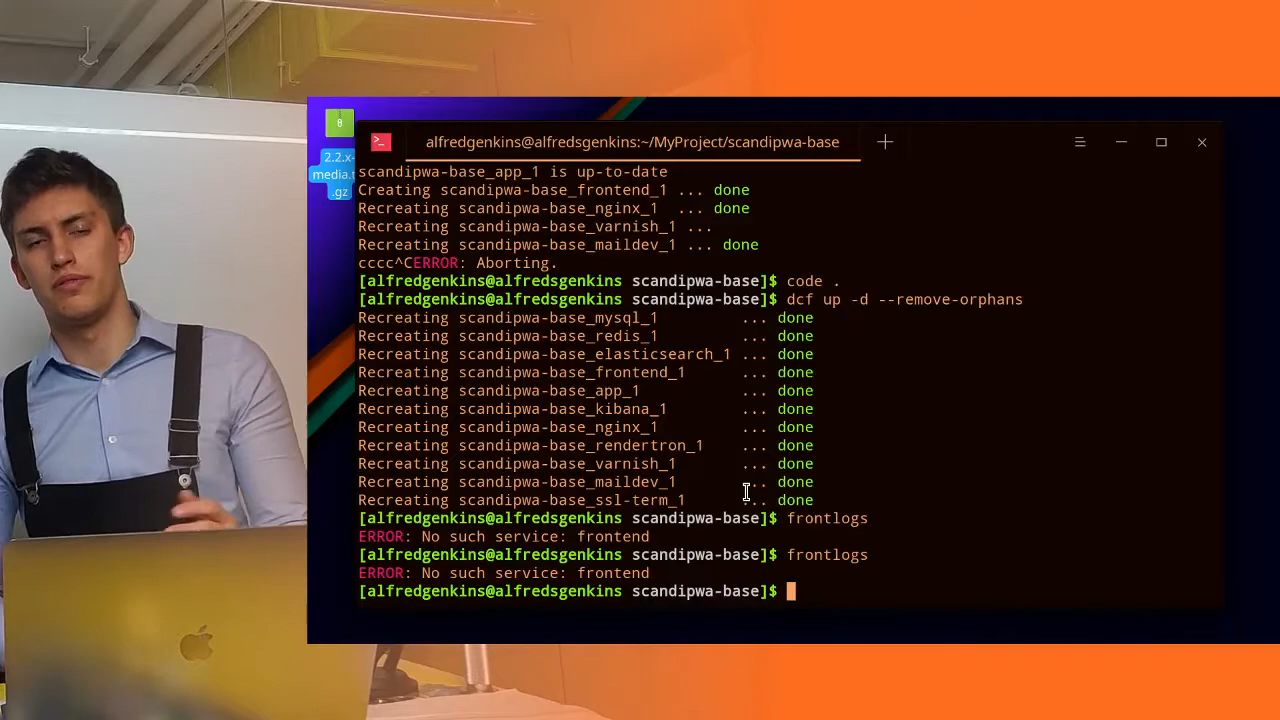 8
2.2.x-
media.t
.gz
alfredgenkins@alfredsgenkins:~/MyProject/scandipwa-base
scandipwa-base_app_1 is up-to-date
Creating scandipwa-base_frontend_1 ... done
Recreating scandipwa-base_nginx_1  ... done
Recreating scandipwa-base_varnish_1 ...
Recreating scandipwa-base_maildev_1 ... done
cccc^CERROR: Aborting.
[alfredgenkins@alfredsgenkins scandipwa-base]$ code .
[alfredgenkins@alfredsgenkins scandipwa-base]$ dcf up -d --remove-orphans
Recreating scandipwa-base_mysql_1         ... done
Recreating scandipwa-base_redis_1         ... done
Recreating scandipwa-base_elasticsearch_1 ... done
Recreating scandipwa-base_frontend_1      ... done
Recreating scandipwa-base_app_1           ... done
Recreating scandipwa-base_kibana_1        ... done
Recreating scandipwa-base_nginx_1         ... done
Recreating scandipwa-base_rendertron_1    ... done
Recreating scandipwa-base_varnish_1       ... done
Recreating scandipwa-base_maildev_1       ... done
Recreating scandipwa-base_ssl-term_1      ... done
[alfredgenkins@alfredsgenkins scandipwa-base]$ frontlogs
ERROR: No such service: frontend
[alfredgenkins@alfredsgenkins scandipwa-base]$ frontlogs
ERROR: No such service: frontend
[alfredgenkins@alfredsgenkins scandipwa-base]$